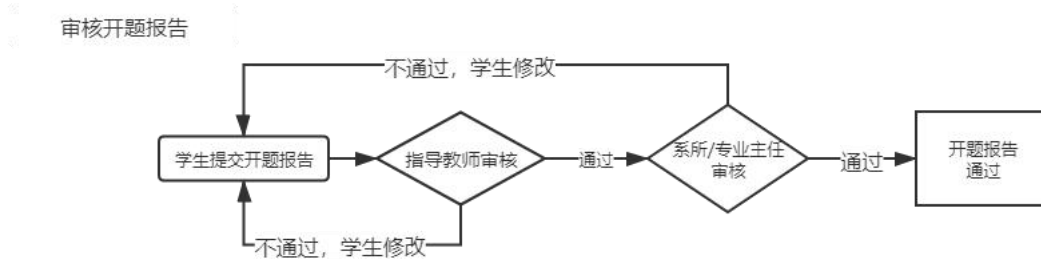 审核开题报告
不通过，学生修改
学生提交开题报告
指导教师审核
通过
系所/专业主任
审核
通过
开题报告
通过
不通过，学生修改